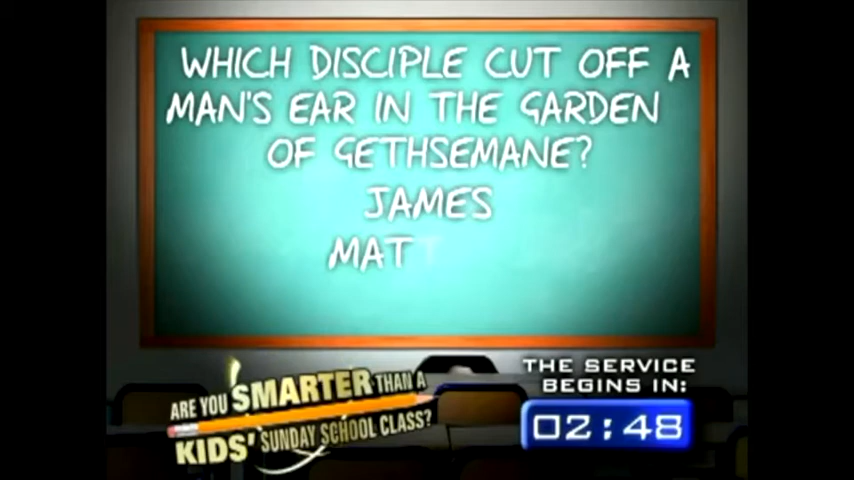 WHICH DISCIPLE CUT OFF A
MAN'S EAR IN THE GARDEN
OF GETHSEMANE?
JAMES
MATT
ARE YOU SMARTER THAN A
KIDS' SUNDAY SCHOOL CLASS?
THE SERVICE
BEGINS IN:
02:48